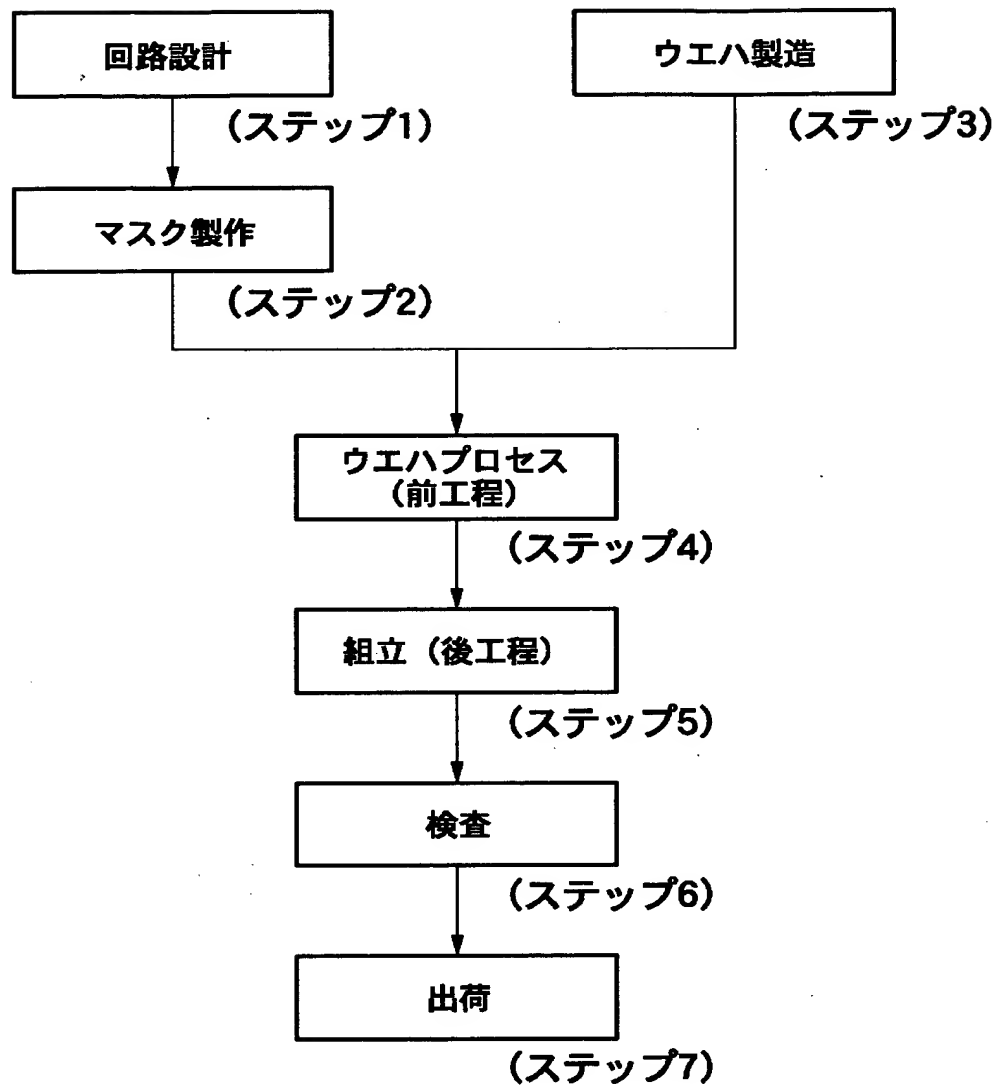 回路設計
(ステップ1)
ウエハ製造
(ステップ3)
マスク製作
(ステップ2)
ウエハプロセス
(前工程)
(ステップ4)
組立(後工程)
(ステップ5)
検査
(ステップ6)
出荷
(ステップ7)